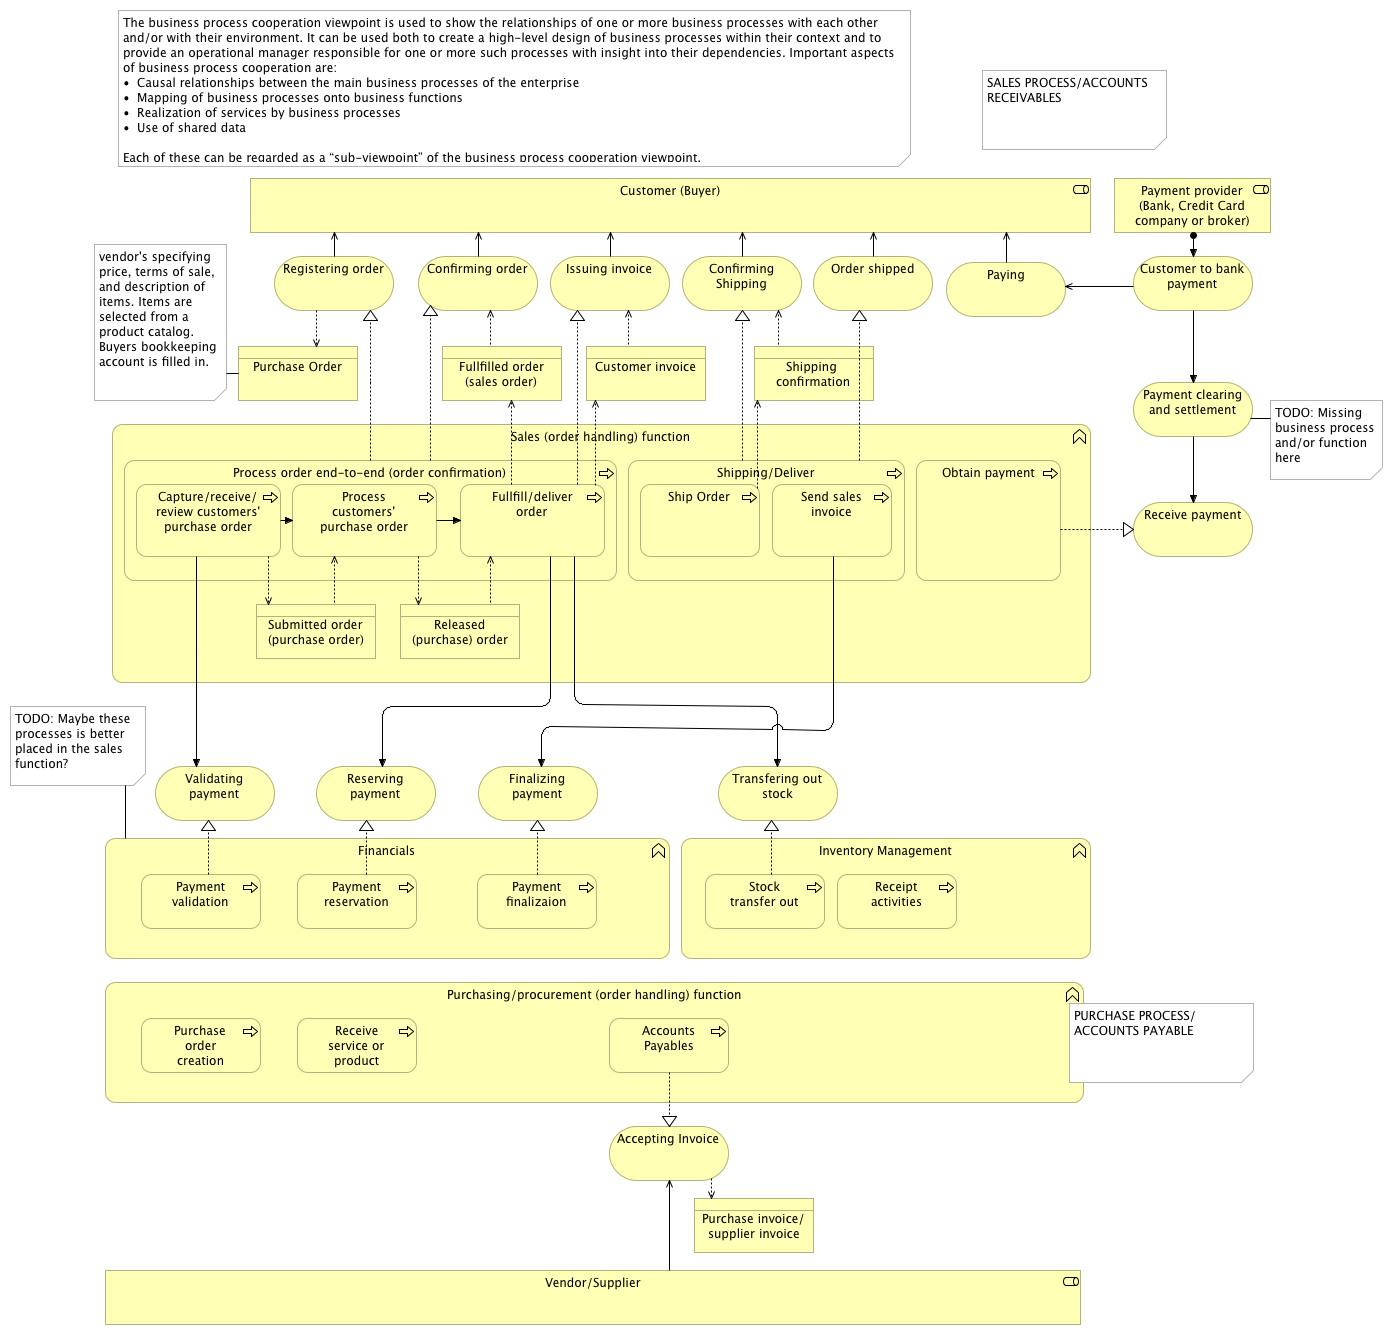 The business process cooperation viewpoint is used to show the relationships of one or more business processes with each other
and/or with their environment. It can be used both to create a high-level design of business processes within their context and to
provide an operational manager responsible for one or more such processes with insight into their dependencies. Important aspects
of business process cooperation are:
• Causal relationships between the main business processes of the enterprise
• Mapping of business processes onto business functions
• Realization of services by business processes
• Use of shared data
Each of these can be regarded as a “sub-viewpoint” of the business process cooperation viewpoint.
SALES PROCESS/ACCOUNTS
RECEIVABLES
Customer (Buyer)
Payment provider
(Bank, Credit Card
company or broker)
vendor's specifying
price, terms of sale,
and description of
items. Items are
selected from a
product catalog.
Buyers bookkeeping
account is filled in.
Registering order
Confirming order
Issuing invoice
Confirming
Shipping
Order shipped
Paying
Customer to bank
payment
Purchase Order
Fullfilled order
(sales order)
Customer invoice
Shipping
confirmation
Payment clearing
and settlement
TODO: Missing
business process
and/or function
here
Sales (order handling) function
Process order end-to-end (order confirmation)
Shipping/Deliver
Obtain payment
Capture/receive/
review customers'
purchase order
Process
customers'
purchase order
Fullfill/deliver
order
Ship Order
Send sales
invoice
Receive payment
Submitted order
(purchase order)
Released
(purchase) order
TODO: Maybe these
processes is better
placed in the sales
function?
Validating
payment
Reserving
payment
Finalizing
payment
Transfering out
stock
Financials
Inventory Management
Payment
validation
Payment
reservation
Payment
finalizaion
Stock
transfer out
Receipt
activities
Purchasing/procurement (order handling) function
PURCHASE PROCESS/
ACCOUNTS PAYABLE
Purchase
order
creation
Receive
service or
product
Accounts
Payables
Accepting Invoice
Purchase invoice/
supplier invoice
Vendor/Supplier